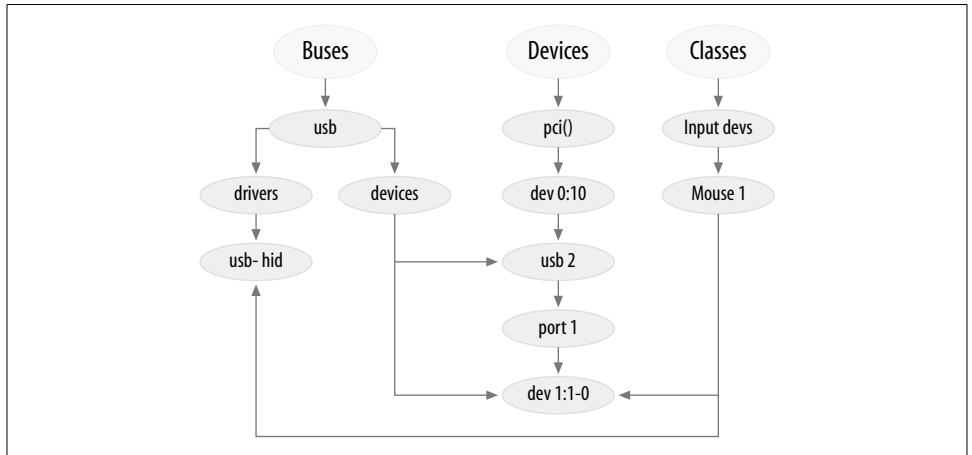 Buses
Devices
Classes
usb
pci()
Input devs
drivers
devices
dev 0:10
Mouse 1
usb- hid
usb 2
port 1
dev 1:1-0